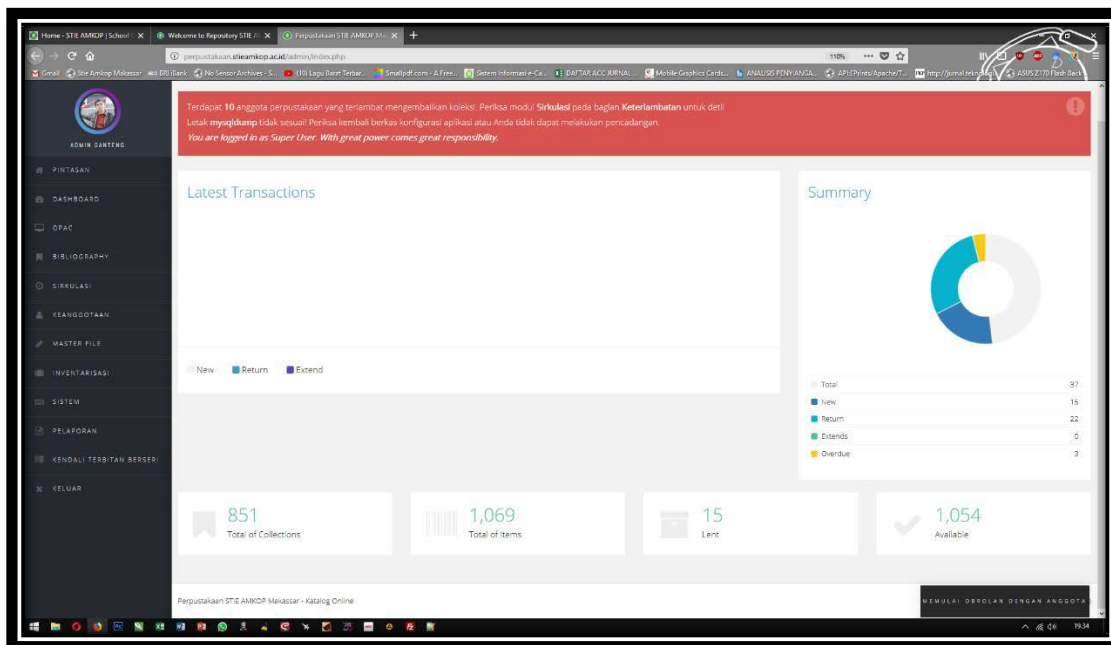 Home - STIE AMKOP | School
Welcome to Repository STIE
Perpustakaan STIE AMKOP
perpustakaan.stieamkop.ac.id/admin/index.php
110%
Gmail
Stie Amkop Makassar
No Sensor Archives - S...
(10) Lagu Barat Terbar...
Smallpdf.com - A Free...
Sistem Informasi e-Ca...
DAFTAR ACC JURNAL...
Mobile Graphics Cards...
ANALISIS PENYIANGA...
ASUS Z170 Flash Back
Terdapat 10 anggota perpustakaan yang terlambat mengembalikan koleksi. Periksa modul Sirkulasi pada bagian Keterlambatan untuk detil
Letak mysqldump tidak sesuai! Periksa kembali berkas konfigurasi aplikasi atau Anda tidak dapat melakukan pencadangan.
You are logged in as Super User. With great power comes great responsibility.
ADMIN GANTENG
PINTASAN
DASHBOARD
OPAC
BIBLIOGRAPHY
SIRKULASI
KEANGGOTAAN
MASTER FILE
INVENTARISASI
SISTEM
PELAPORAN
KENDALI TERBITAN BERSERI
KELUAR
Latest Transactions
New Return Extend
Summary
Total 37
New 15
Return 22
Extends 0
Overdue 3
851
Total of Collections
1,069
Total of Items
15
Lent
1,054
Available
Perpustakaan STIE AMKOP Makassar - Katalog Online
MEMULAI OBROLAN DENGAN ANGGOTA
19.34